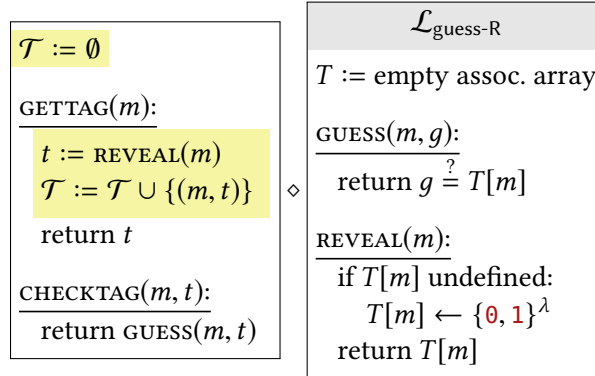 𝒯 := ∅
GETTAG(m):
t := REVEAL(m)
𝒯 := 𝒯 ∪ {(m, t)}
return t
CHECKTAG(m, t):
return GUESS(m, t)
⋄
ℒguess-R
T := empty assoc. array
GUESS(m, g):
return g ≟ T[m]
REVEAL(m):
if T[m] undefined:
T[m] ← {0, 1}^λ
return T[m]